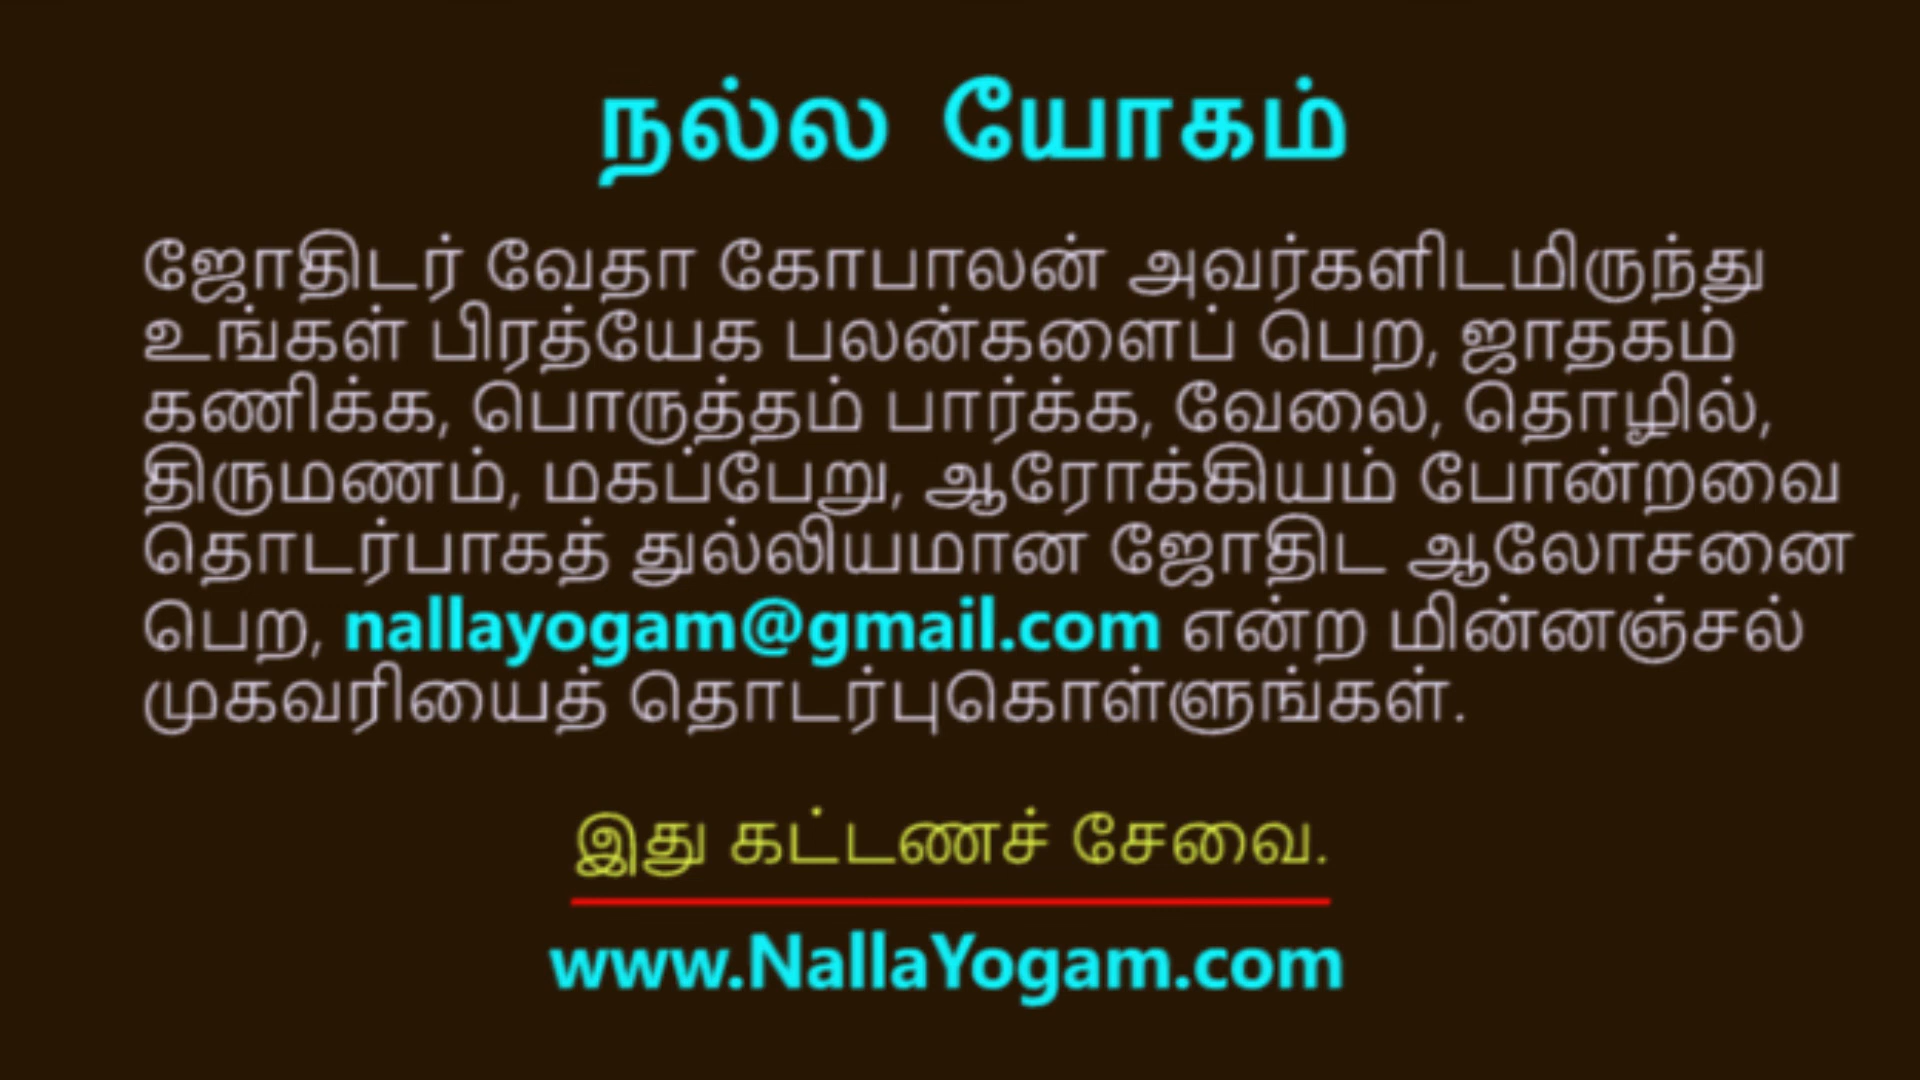 நல்ல யோகம்
ஜோதிடர் வேதா கோபாலன் அவர்களிடமிருந்து
உங்கள் பிரத்யேக பலன்களைப் பெற, ஜாதகம்
கணிக்க, பொருத்தம் பார்க்க, வேலை, தொழில்,
திருமணம், மகப்பேறு, ஆரோக்கியம் போன்றவை
தொடர்பாகத் துல்லியமான ஜோதிட ஆலோசனை
பெற, nallayogam@gmail.com என்ற மின்னஞ்சல்
முகவரியைத் தொடர்புகொள்ளுங்கள்.
இது கட்டணச் சேவை.
www.NallaYogam.com